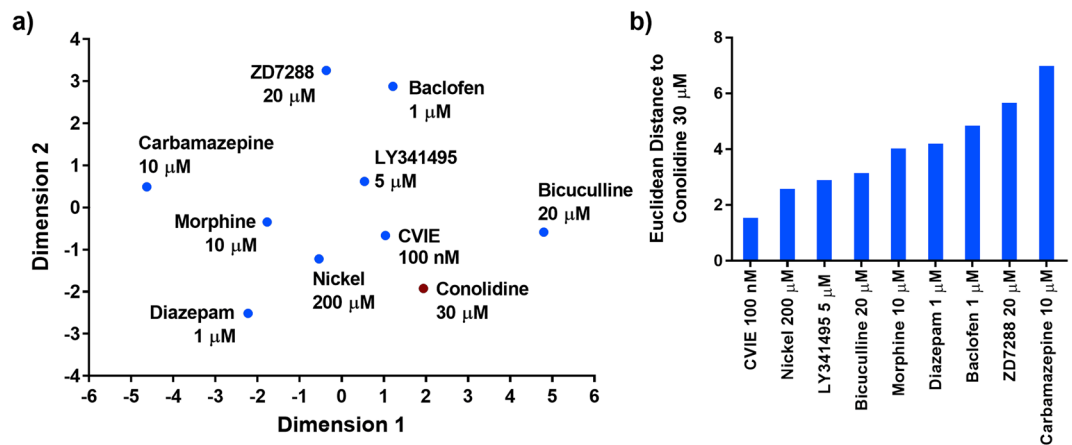 a)
4
3
2
1
0
-1
-2
-3
-4
Dimension 2
ZD7288
20 μM
Baclofen
1 μM
Carbamazepine
10 μM
LY341495
5 μM
Bicuculline
20 μM
Morphine
10 μM
CVIE
100 nM
Nickel
200 μM
Conolidine
30 μM
Diazepam
1 μM
-6 -5 -4 -3 -2 -1 0 1 2 3 4 5 6
Dimension 1
b)
Euclidean Distance to
Conolidine 30 μM
8
6
4
2
0
CVIE 100 nM
Nickel 200 μM
LY341495 5 μM
Bicuculline 20 μM
Morphine 10 μM
Diazepam 1 μM
Baclofen 1 μM
ZD7288 20 μM
Carbamazepine 10 μM